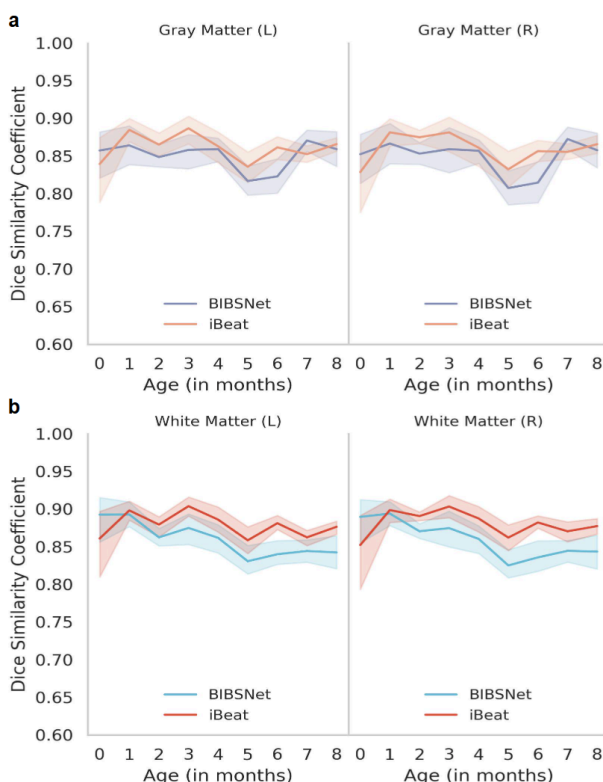 a
Gray Matter (L)
Gray Matter (R)
Dice Similarity Coefficient
1.00
0.95
0.90
0.85
0.80
0.75
0.70
0.65
0.60
BIBSNet
iBeat
BIBSNet
iBeat
0 1 2 3 4 5 6 7 8
0 1 2 3 4 5 6 7 8
Age (in months)
Age (in months)
b
White Matter (L)
White Matter (R)
Dice Similarity Coefficient
1.00
0.95
0.90
0.85
0.80
0.75
0.70
0.65
0.60
BIBSNet
iBeat
BIBSNet
iBeat
0 1 2 3 4 5 6 7 8
0 1 2 3 4 5 6 7 8
Age (in months)
Age (in months)